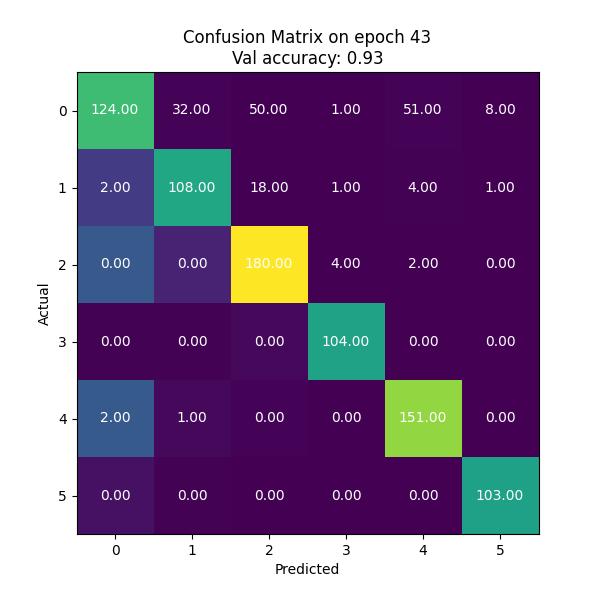 Confusion Matrix on epoch 43
Val accuracy: 0.93
0 124.00 32.00 50.00 1.00 51.00 8.00
1 2.00 108.00 18.00 1.00 4.00 1.00
2 0.00 0.00 180.00 4.00 2.00 0.00
3 0.00 0.00 0.00 104.00 0.00 0.00
4 2.00 1.00 0.00 0.00 151.00 0.00
5 0.00 0.00 0.00 0.00 0.00 103.00
0 1 2 3 4 5
Actual
Predicted